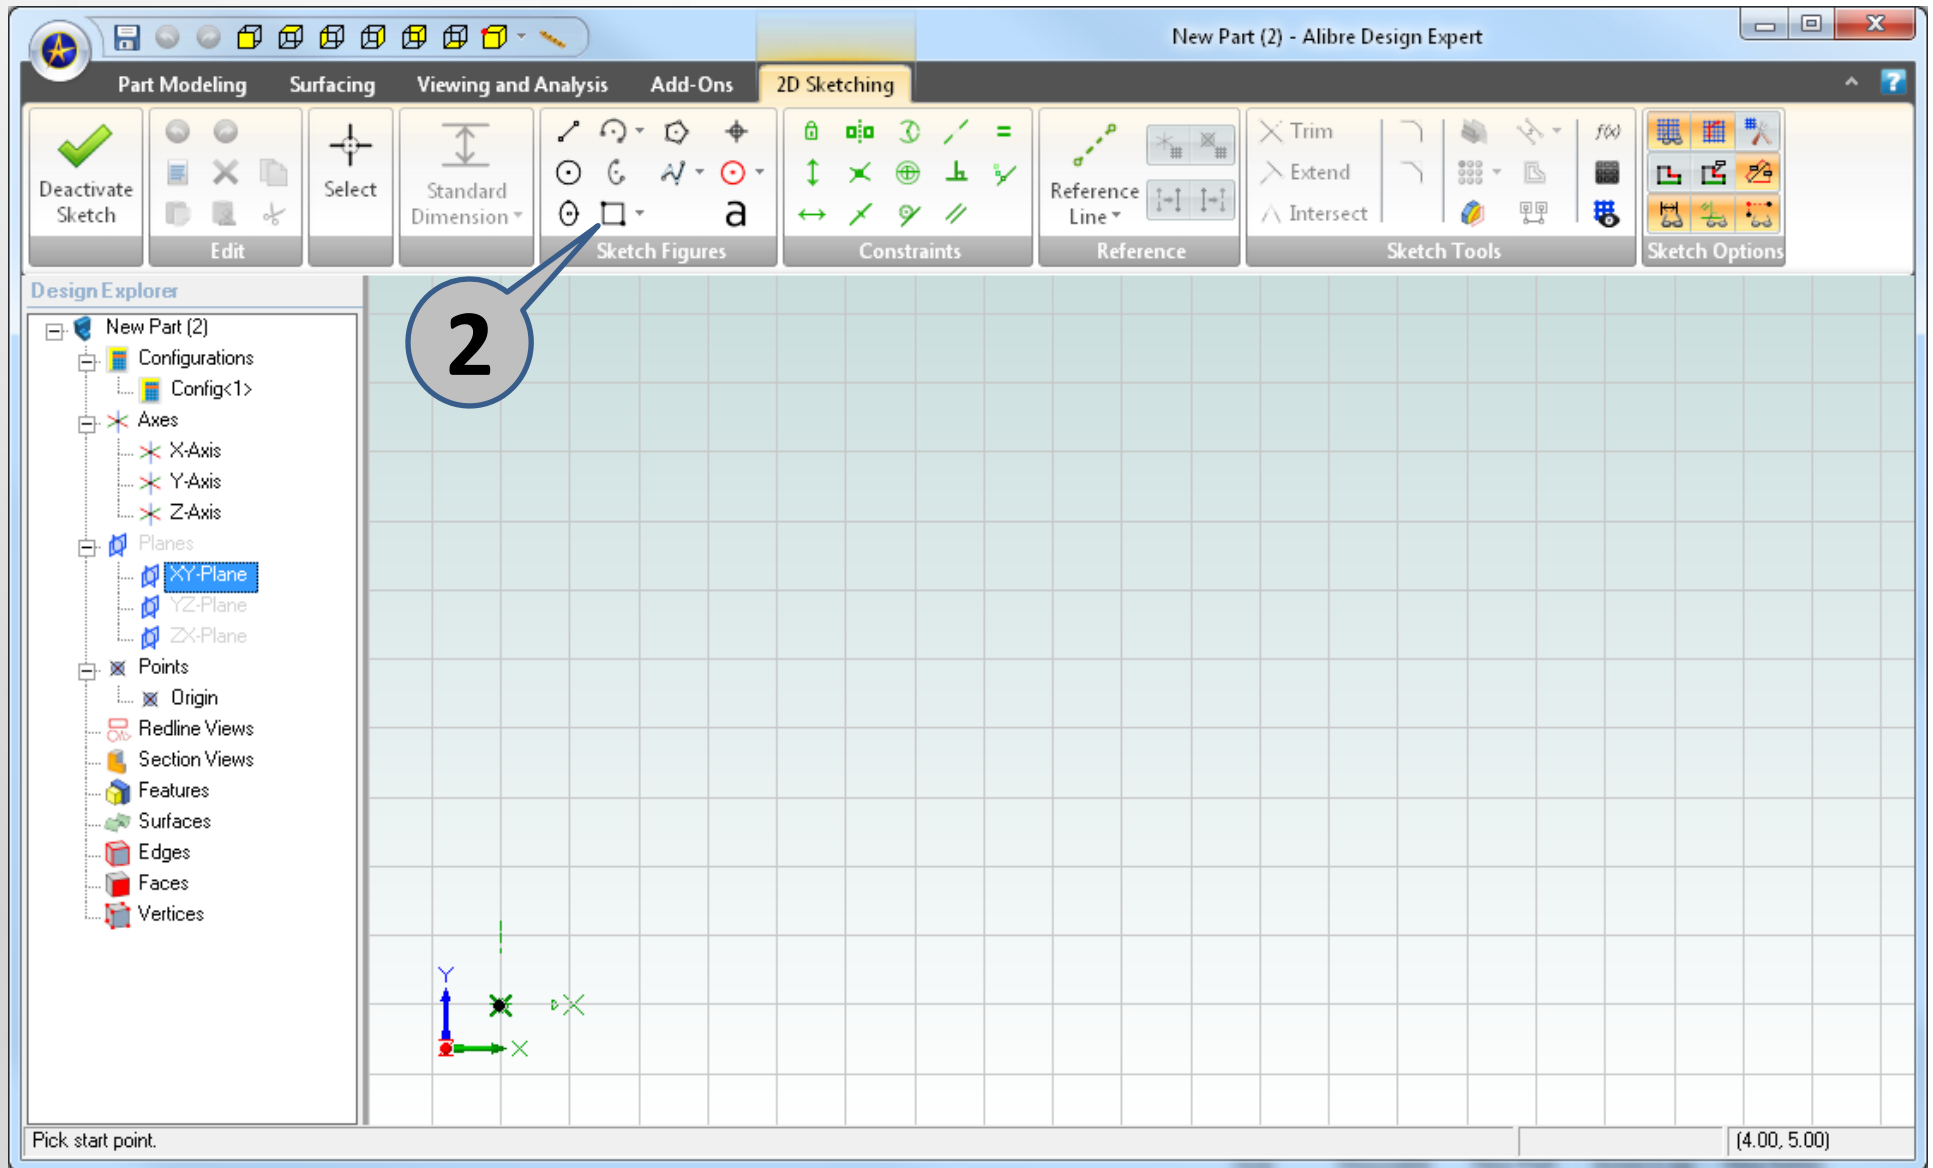 New Part (2) - Alibre Design Expert
Part Modeling Surfacing Viewing and Analysis Add-Ons 2D Sketching
Deactivate Sketch
Edit
Select
Standard Dimension
a
Sketch Figures
Constraints
Reference Line
Reference
Trim
Extend
Intersect
f(x)
Sketch Tools
Sketch Options
Design Explorer
2
New Part (2)
Configurations
Config<1>
Axes
X-Axis
Y-Axis
Z-Axis
Planes
XY-Plane
YZ-Plane
ZX-Plane
Points
Origin
Redline Views
Section Views
Features
Surfaces
Edges
Faces
Vertices
Y
X
X
Pick start point.
(4.00, 5.00)